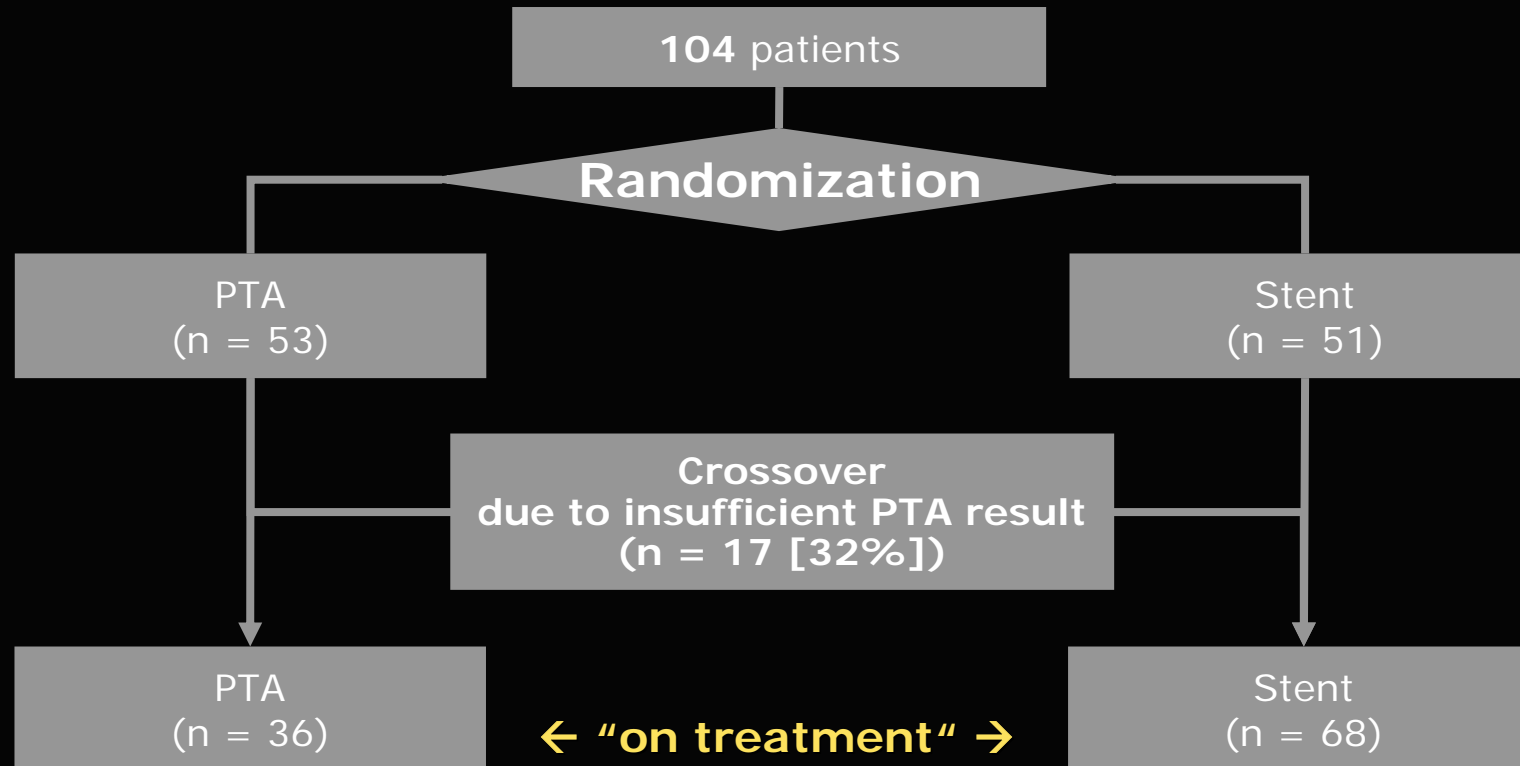 104 patients
Randomization
PTA
(n = 53)
Stent
(n = 51)
Crossover
due to insufficient PTA result
(n = 17 [32%])
PTA
(n = 36)
← “on treatment“ →
Stent
(n = 68)